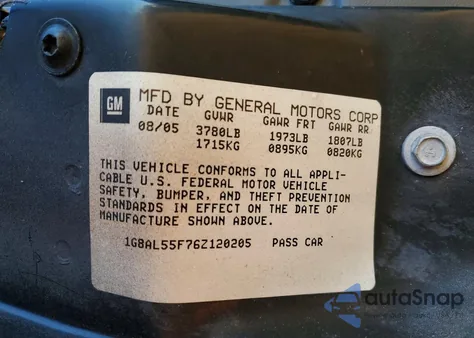 GM
MFD BY GENERAL MOTORS CORP
DATE GVWR GAWR FRT GAWR RR
08/05 3780LB 1973LB 1807LB
1715KG 0895KG 0820KG
THIS VEHICLE CONFORMS TO ALL APPLI-
CABLE U.S. FEDERAL MOTOR VEHICLE
SAFETY, BUMPER, AND THEFT PREVENTION
STANDARDS IN EFFECT ON THE DATE OF
MANUFACTURE SHOWN ABOVE.
1G8AL55F76Z120205 PASS CAR
autoSnap